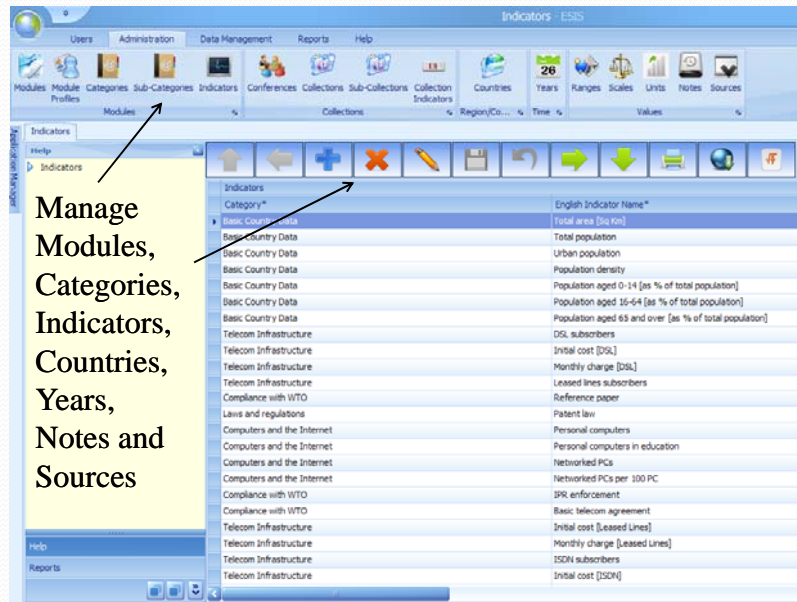 Indicators - ESIS
Users Administration Data Management Reports Help
26
Modules Module Profiles Categories Sub-Categories Indicators Conferences Collections Sub-Collections Collection Indicators Countries Years Ranges Scales Units Notes Sources
Modules Collections Region/Co... Time Values
Application Manager
Indicators
Help
Indicators
Manage
Modules,
Categories,
Indicators,
Countries,
Years,
Notes and
Sources
Help
Reports
Indicators
Category* English Indicator Name*
Basic Country Data Total area [Sq Km]
Basic Country Data Total population
Basic Country Data Urban population
Basic Country Data Population density
Basic Country Data Population aged 0-14 [as % of total population]
Basic Country Data Population aged 16-64 [as % of total population]
Basic Country Data Population aged 65 and over [as % of total population]
Telecom Infrastructure DSL subscribers
Telecom Infrastructure Initial cost [DSL]
Telecom Infrastructure Monthly charge [DSL]
Telecom Infrastructure Leased lines subscribers
Compliance with WTO Reference paper
Laws and regulations Patent law
Computers and the Internet Personal computers
Computers and the Internet Personal computers in education
Computers and the Internet Networked PCs
Computers and the Internet Networked PCs per 100 PC
Compliance with WTO IPR enforcement
Compliance with WTO Basic telecom agreement
Telecom Infrastructure Initial cost [Leased Lines]
Telecom Infrastructure Monthly charge [Leased Lines]
Telecom Infrastructure ISDN subscribers
Telecom Infrastructure Initial cost [ISDN]